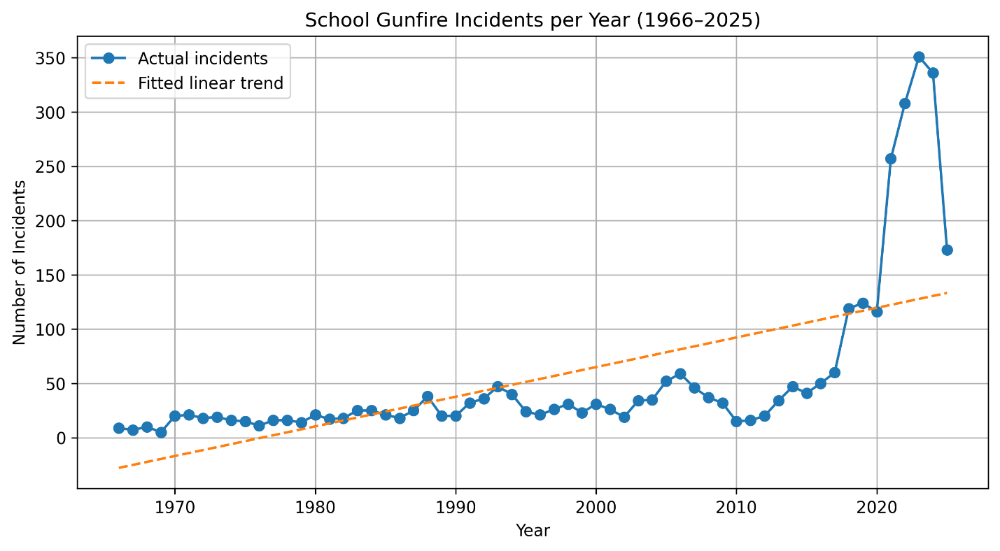 School Gunfire Incidents per Year (1966–2025)
Actual incidents
Fitted linear trend
350
300
250
200
150
100
50
0
Number of Incidents
1970 1980 1990 2000 2010 2020
Year